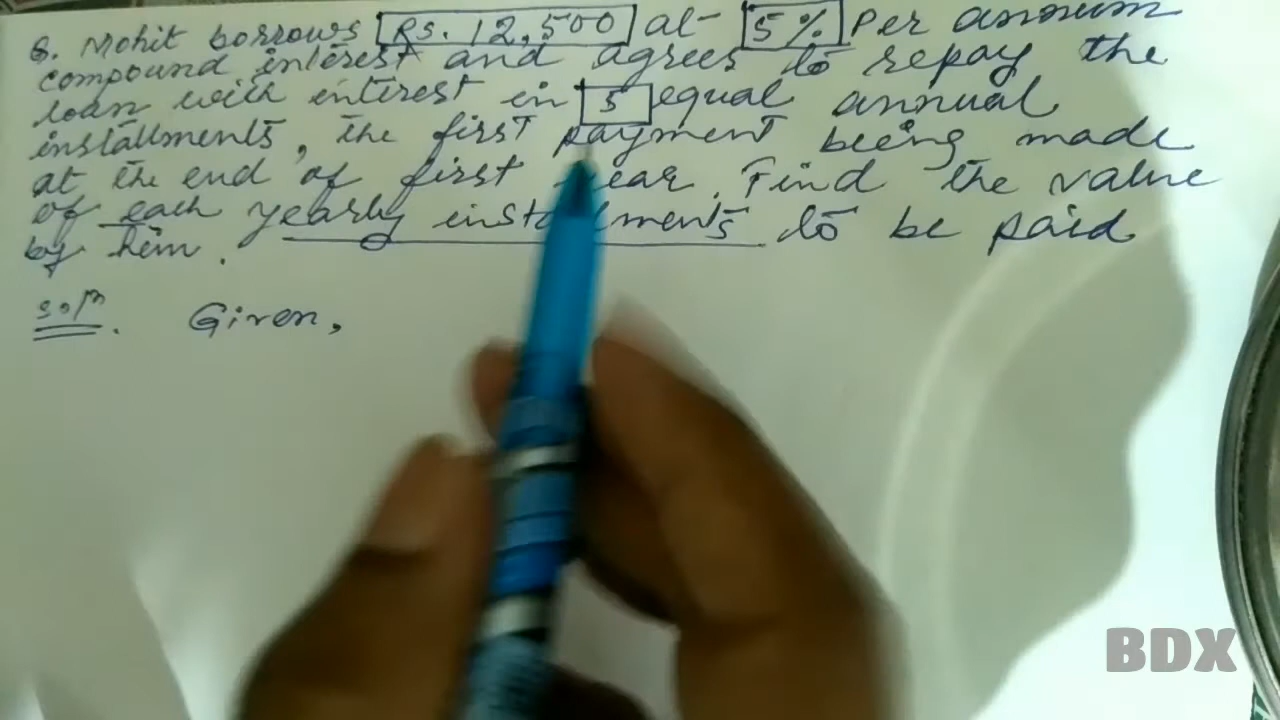 Q. Mohit borrows Rs. 12,500 at 5% Per annum
compound interest and agrees to repay the
loan with interest in 5 equal annual
installments, the first payment being made
at the end of first year. Find the value
of each yearly installments to be paid
by him.
Soln. Given,
BDX